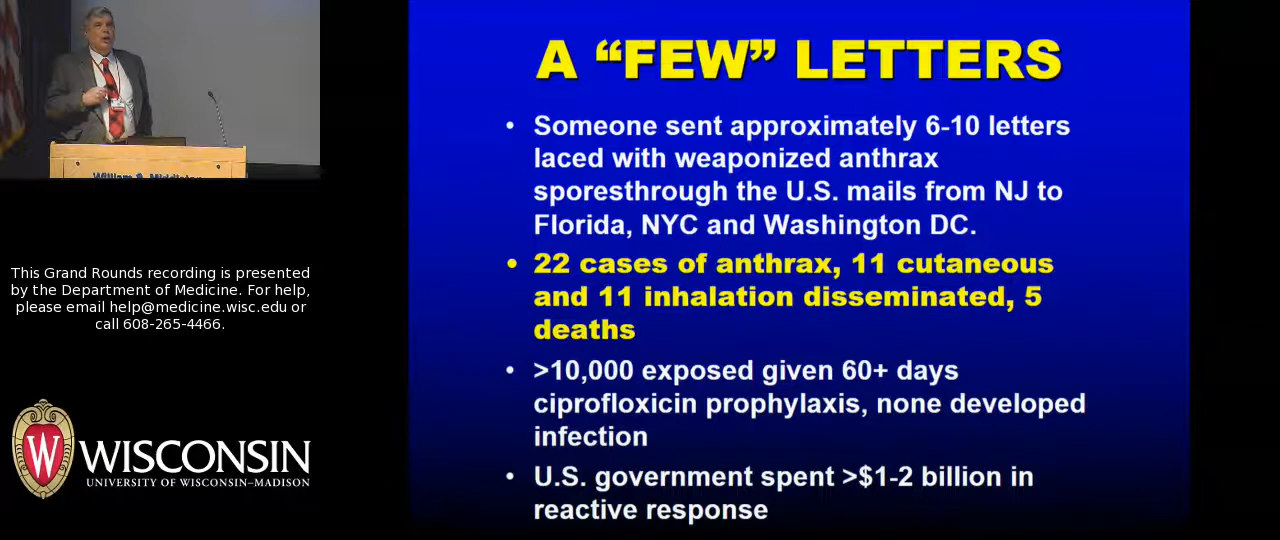 A “FEW” LETTERS
• Someone sent approximately 6-10 letters
laced with weaponized anthrax
sporesthrough the U.S. mails from NJ to
Florida, NYC and Washington DC.
• 22 cases of anthrax, 11 cutaneous
and 11 inhalation disseminated, 5
deaths
• >10,000 exposed given 60+ days
ciprofloxicin prophylaxis, none developed
infection
• U.S. government spent >$1-2 billion in
reactive response
This Grand Rounds recording is presented
by the Department of Medicine. For help,
please email help@medicine.wisc.edu or
call 608-265-4466.
W WISCONSIN
UNIVERSITY OF WISCONSIN–MADISON